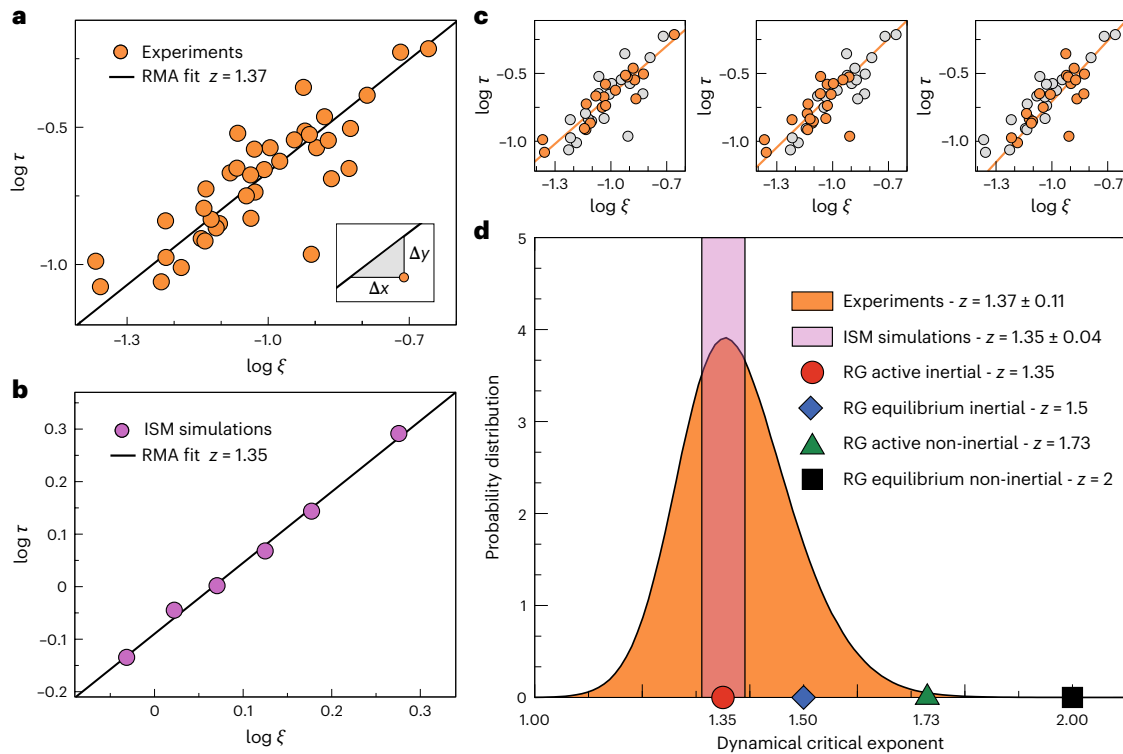 a
Experiments
RMA fit z = 1.37
log τ
−0.5
−1.0
Δy
Δx
−1.3
−1.0
−0.7
log ξ
b
ISM simulations
RMA fit z = 1.35
log τ
0.3
0.2
0.1
0
−0.1
−0.2
0
0.1
0.2
0.3
log ξ
c
log τ
−0.5
−1.0
−1.3
−1.0
−0.7
log ξ
log τ
−0.5
−1.0
−1.3
−1.0
−0.7
log ξ
log τ
−0.5
−1.0
−1.3
−1.0
−0.7
log ξ
d
Probability distribution
5
4
3
2
1
0
Experiments - z = 1.37 ± 0.11
ISM simulations - z = 1.35 ± 0.04
RG active inertial - z = 1.35
RG equilibrium inertial - z = 1.5
RG active non-inertial - z = 1.73
RG equilibrium non-inertial - z = 2
1.00
1.35
1.50
1.73
2.00
Dynamical critical exponent